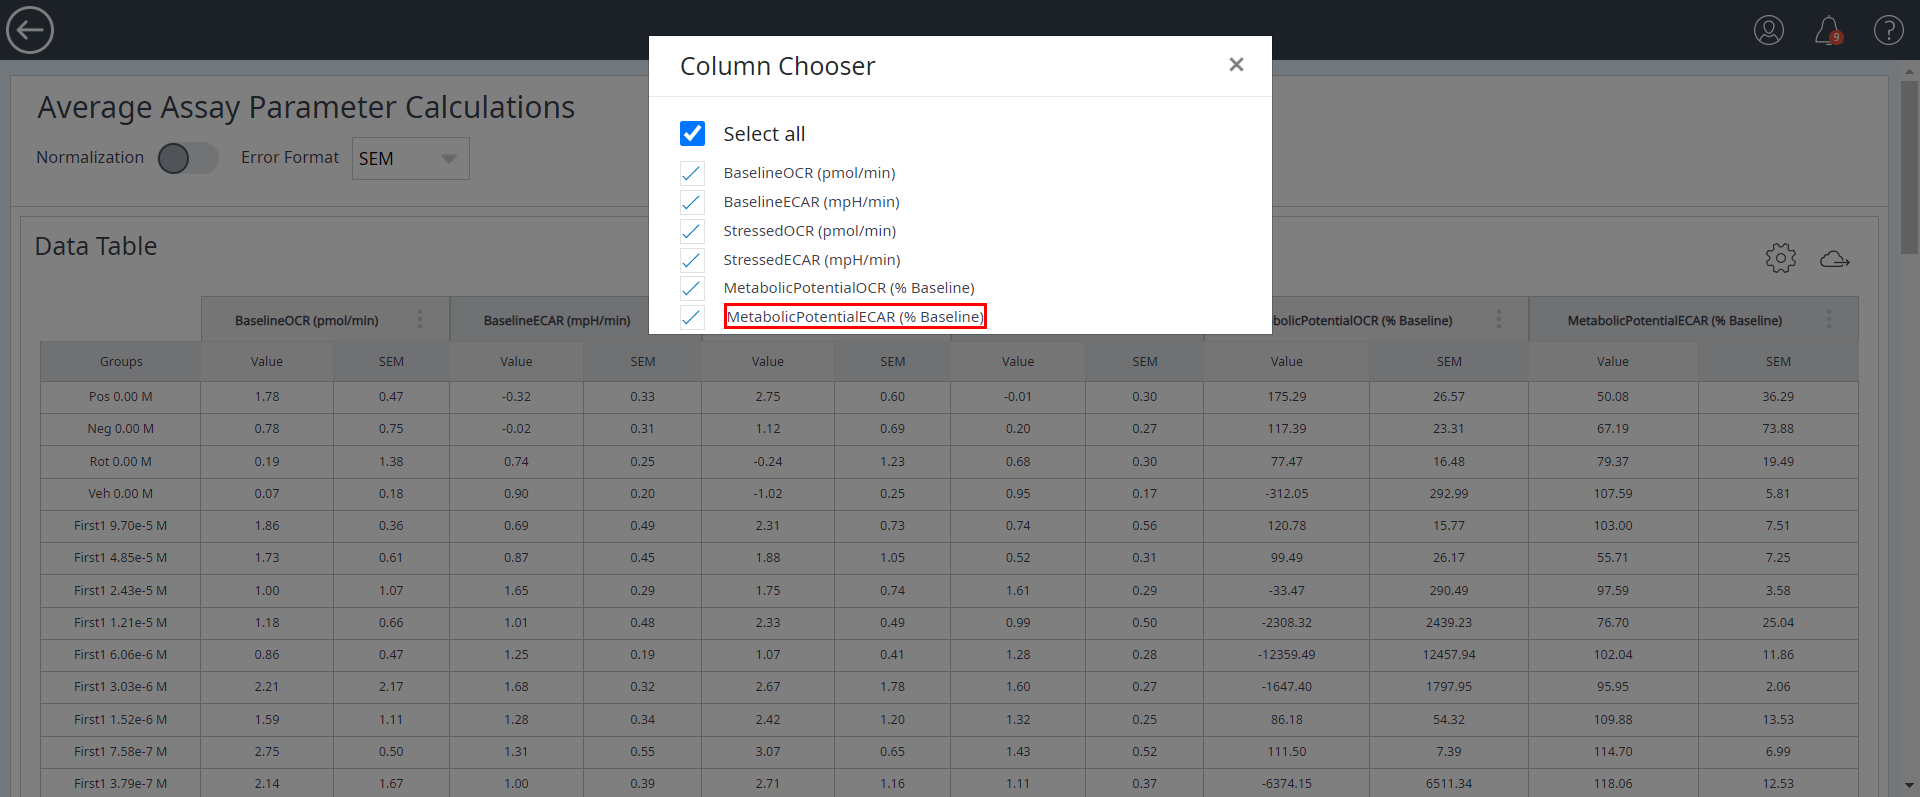 9
?
Column Chooser
×
Average Assay Parameter Calculations
Select all
Normalization Error Format SEM
BaselineOCR (pmol/min)
BaselineECAR (mpH/min)
StressedOCR (pmol/min)
StressedECAR (mpH/min)
MetabolicPotentialOCR (% Baseline)
MetabolicPotentialECAR (% Baseline)
Data Table
BaselineOCR (pmol/min) BaselineECAR (mpH/min) bolicPotentialOCR (% Baseline) MetabolicPotentialECAR (% Baseline)
Groups Value SEM Value SEM Value SEM Value SEM Value SEM Value SEM
Pos 0.00 M 1.78 0.47 -0.32 0.33 2.75 0.60 -0.01 0.30 175.29 26.57 50.08 36.29
Neg 0.00 M 0.78 0.75 -0.02 0.31 1.12 0.69 0.20 0.27 117.39 23.31 67.19 73.88
Rot 0.00 M 0.19 1.38 0.74 0.25 -0.24 1.23 0.68 0.30 77.47 16.48 79.37 19.49
Veh 0.00 M 0.07 0.18 0.90 0.20 -1.02 0.25 0.95 0.17 -312.05 292.99 107.59 5.81
First1 9.70e-5 M 1.86 0.36 0.69 0.49 2.31 0.73 0.74 0.56 120.78 15.77 103.00 7.51
First1 4.85e-5 M 1.73 0.61 0.87 0.45 1.88 1.05 0.52 0.31 99.49 26.17 55.71 7.25
First1 2.43e-5 M 1.00 1.07 1.65 0.29 1.75 0.74 1.61 0.29 -33.47 290.49 97.59 3.58
First1 1.21e-5 M 1.18 0.66 1.01 0.48 2.33 0.49 0.99 0.50 -2308.32 2439.23 76.70 25.04
First1 6.06e-6 M 0.86 0.47 1.25 0.19 1.07 0.41 1.28 0.28 -12359.49 12457.94 102.04 11.86
First1 3.03e-6 M 2.21 2.17 1.68 0.32 2.67 1.78 1.60 0.27 -1647.40 1797.95 95.95 2.06
First1 1.52e-6 M 1.59 1.11 1.28 0.34 2.42 1.20 1.32 0.25 86.18 54.32 109.88 13.53
First1 7.58e-7 M 2.75 0.50 1.31 0.55 3.07 0.65 1.43 0.52 111.50 7.39 114.70 6.99
First1 3.79e-7 M 2.14 1.67 1.00 0.39 2.71 1.16 1.11 0.37 -6374.15 6511.34 118.06 12.53